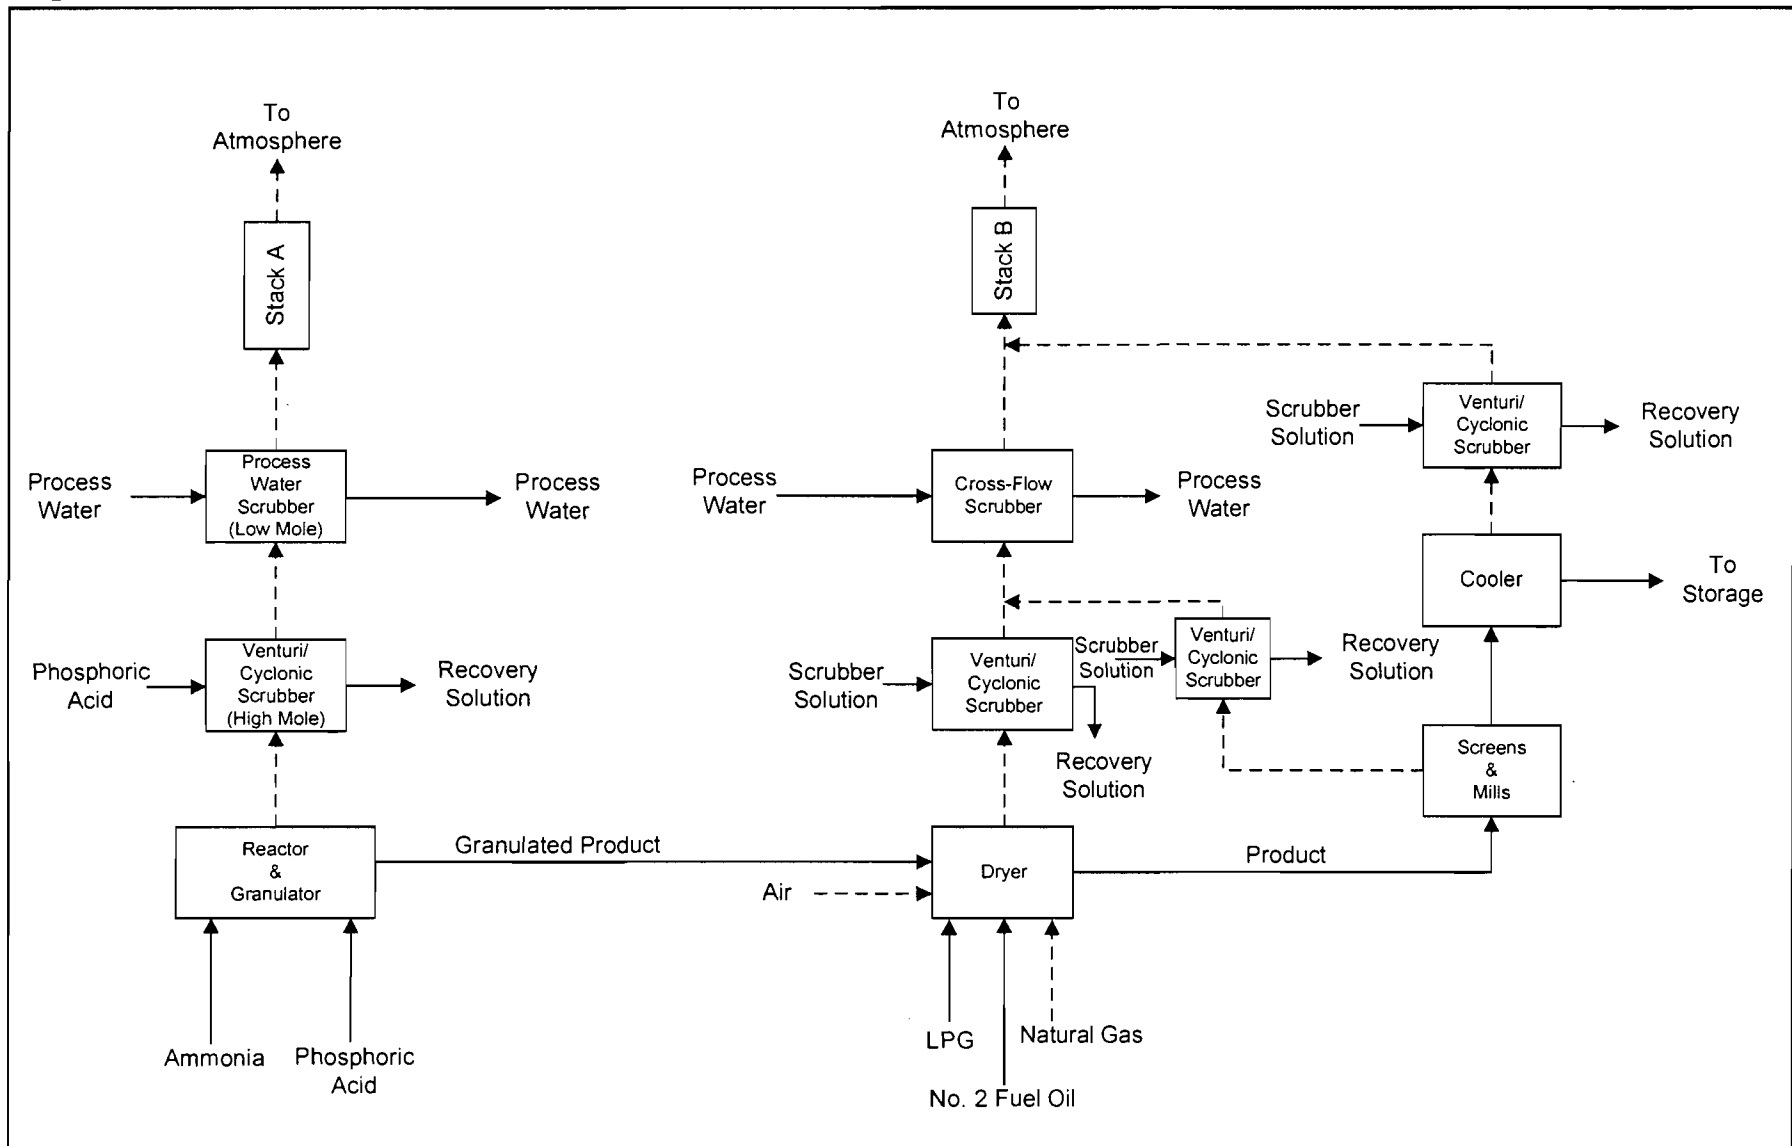 To
Atmosphere
To
Atmosphere
Stack A
Stack B
Scrubber
Solution
Venturi/
Cyclonic
Scrubber
Recovery
Solution
Process
Water
Process
Water
Scrubber
(Low Mole)
Process
Water
Process
Water
Cross-Flow
Scrubber
Process
Water
Cooler
To
Storage
Phosphoric
Acid
Venturi/
Cyclonic
Scrubber
(High Mole)
Recovery
Solution
Scrubber
Solution
Venturi/
Cyclonic
Scrubber
Recovery
Solution
Scrubber
Solution
Venturi/
Cyclonic
Scrubber
Recovery
Solution
Screens
&
Mills
Reactor
&
Granulator
Granulated Product
Air
Dryer
Product
Ammonia
Phosphoric
Acid
LPG
Natural Gas
No. 2 Fuel Oil